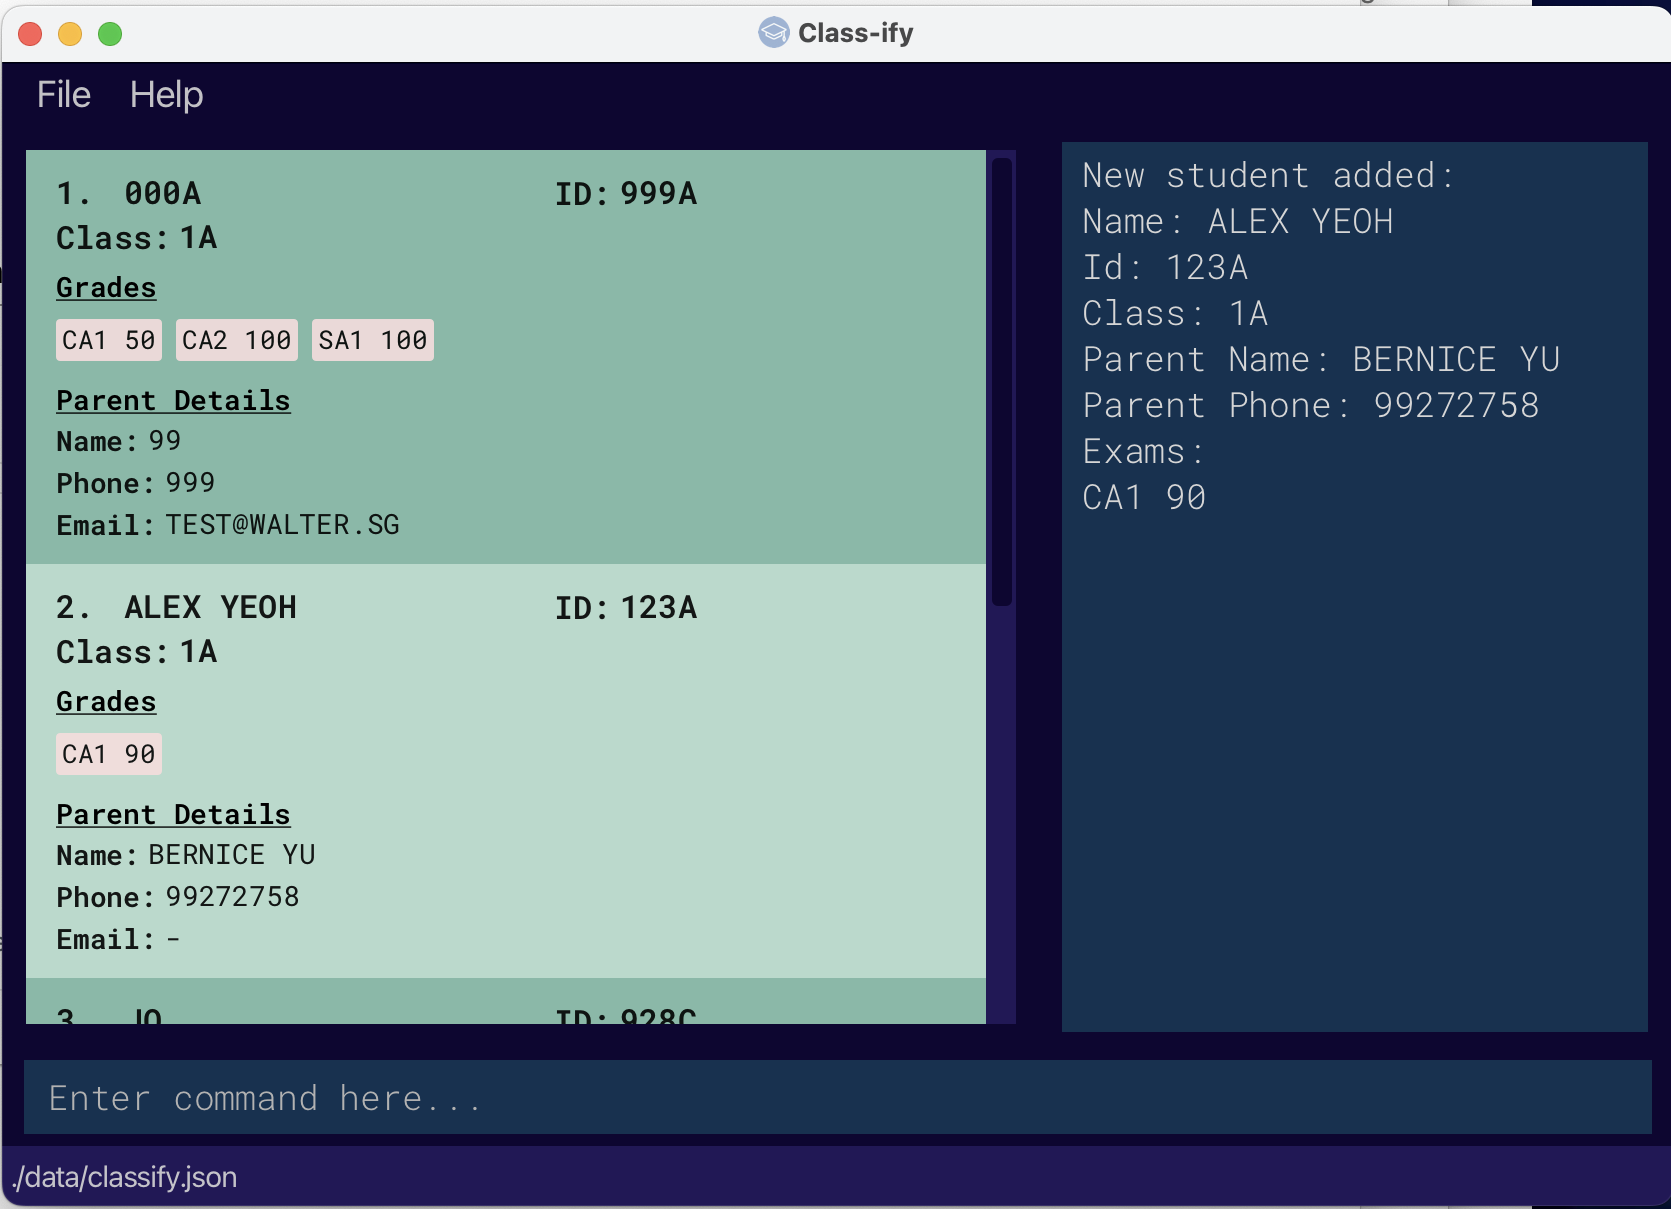 Class-ify
File Help
1. 000A ID: 999A
Class: 1A
Grades
CA1 50 CA2 100 SA1 100
Parent Details
Name: 99
Phone: 999
Email: TEST@WALTER.SG
2. ALEX YEOH ID: 123A
Class: 1A
Grades
CA1 90
Parent Details
Name: BERNICE YU
Phone: 99272758
Email: -
3. JO ID: 928C
New student added:
Name: ALEX YEOH
Id: 123A
Class: 1A
Parent Name: BERNICE YU
Parent Phone: 99272758
Exams:
CA1 90
Enter command here...
./data/classify.json